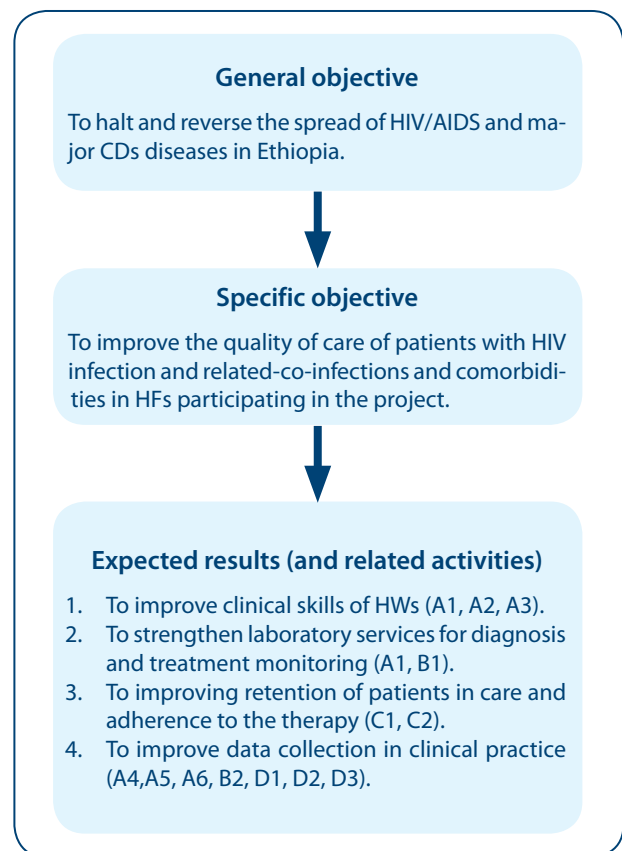 General objective
To halt and reverse the spread of HIV/AIDS and ma-
jor CDs diseases in Ethiopia.
Specific objective
To improve the quality of care of patients with HIV
infection and related-co-infections and comorbidi-
ties in HFs participating in the project.
Expected results (and related activities)
1. To improve clinical skills of HWs (A1, A2, A3).
2. To strengthen laboratory services for diagnosis
and treatment monitoring (A1, B1).
3. To improving retention of patients in care and
adherence to the therapy (C1, C2).
4. To improve data collection in clinical practice
(A4,A5, A6, B2, D1, D2, D3).